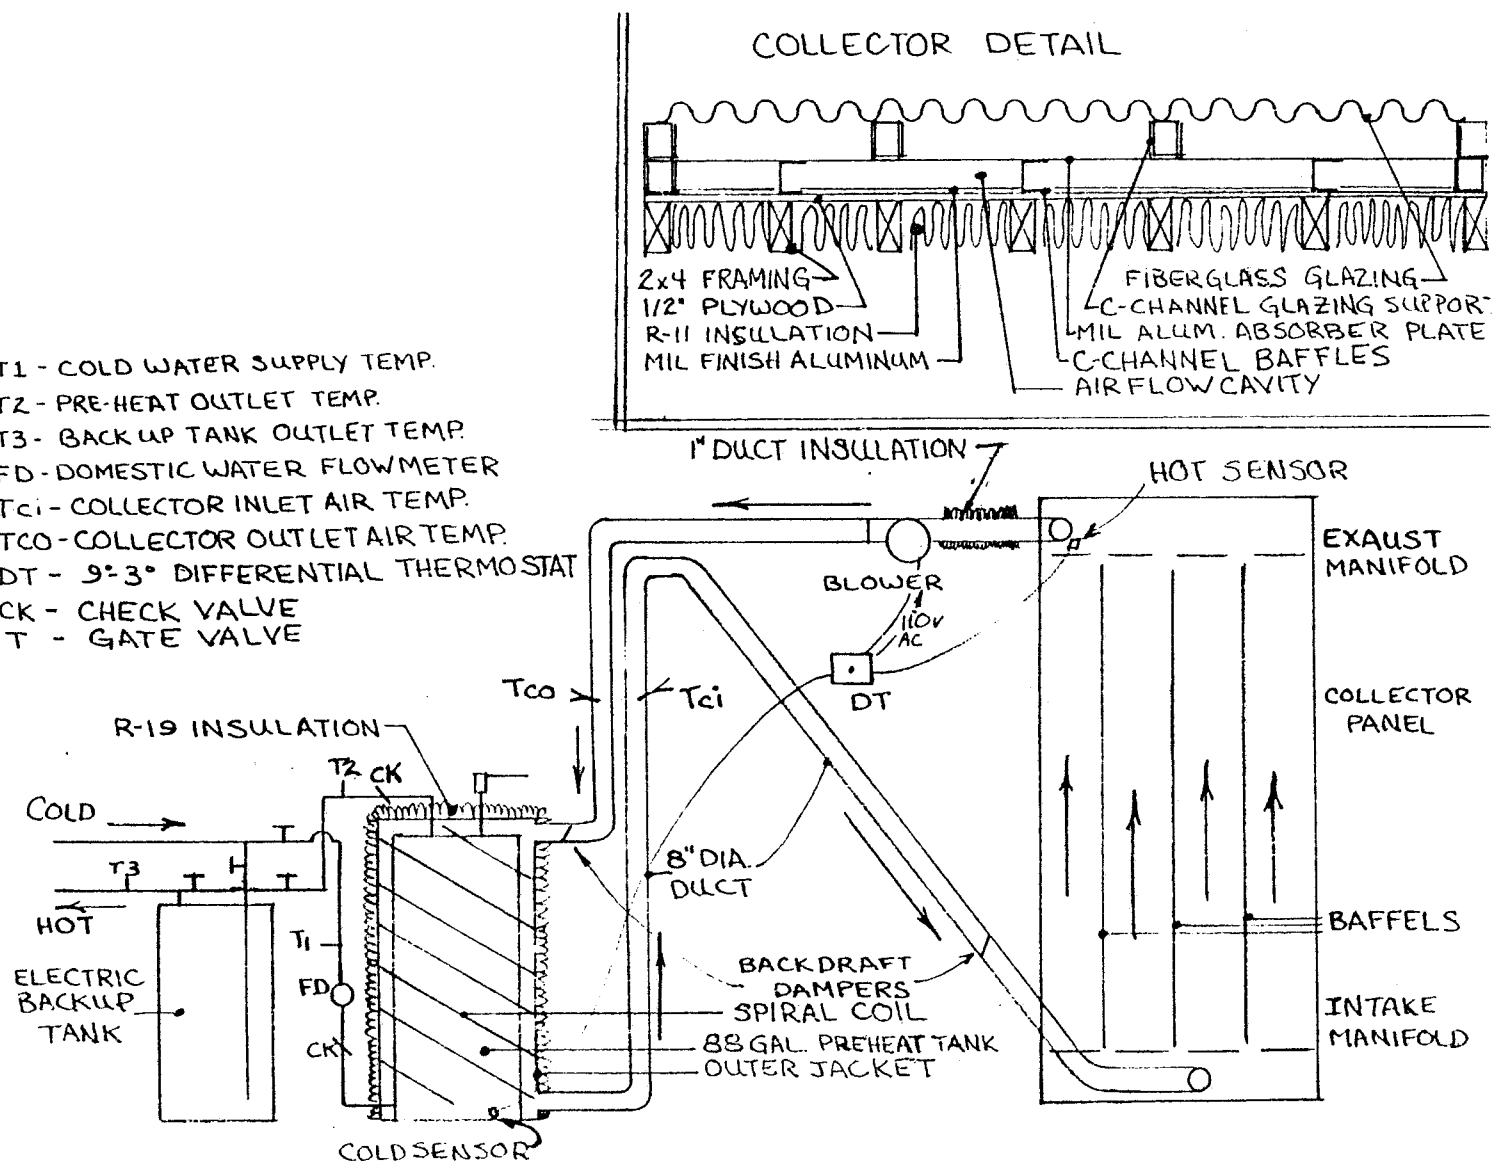 COLLECTOR DETAIL
2x4 FRAMING
1/2" PLYWOOD
R-11 INSULATION
MIL FINISH ALUMINUM
FIBERGLASS GLAZING
C-CHANNEL GLAZING SUPPORT
MIL ALUM. ABSORBER PLATE
C-CHANNEL BAFFLES
AIR FLOW CAVITY
T1 - COLD WATER SUPPLY TEMP.
T2 - PRE-HEAT OUTLET TEMP.
T3 - BACK UP TANK OUTLET TEMP.
FD - DOMESTIC WATER FLOWMETER
Tci - COLLECTOR INLET AIR TEMP.
TCO - COLLECTOR OUTLET AIR TEMP.
DT - 9°-3° DIFFERENTIAL THERMOSTAT
CK - CHECK VALVE
T - GATE VALVE
1" DUCT INSULATION
HOT SENSOR
EXAUST
MANIFOLD
BLOWER
110V
AC
DT
Tco
Tci
COLLECTOR
PANEL
R-19 INSULATION
T2
CK
COLD
T3
HOT
8" DIA.
DUCT
T1
FD
CK
ELECTRIC
BACKUP
TANK
BAFFELS
BACKDRAFT
DAMPERS
SPIRAL COIL
88 GAL. PREHEAT TANK
OUTER JACKET
INTAKE
MANIFOLD
COLD SENSOR